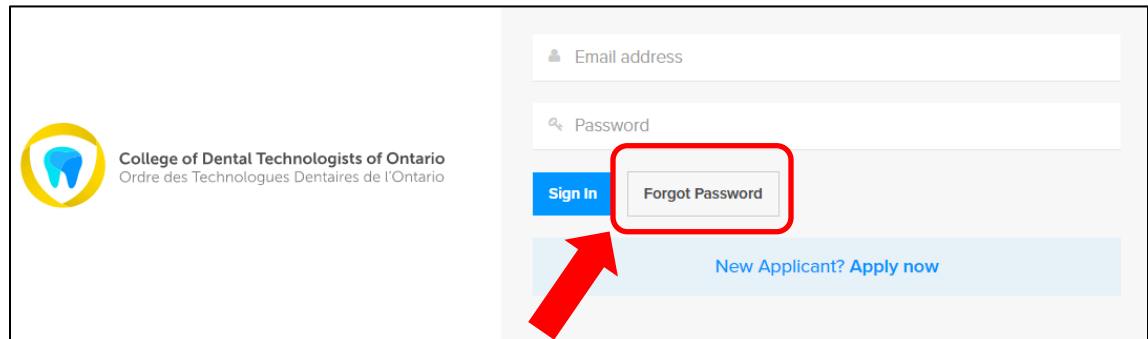 College of Dental Technologists of Ontario
Ordre des Technologues Dentaires de l'Ontario
Email address
Password
Sign In
Forgot Password
New Applicant? Apply now